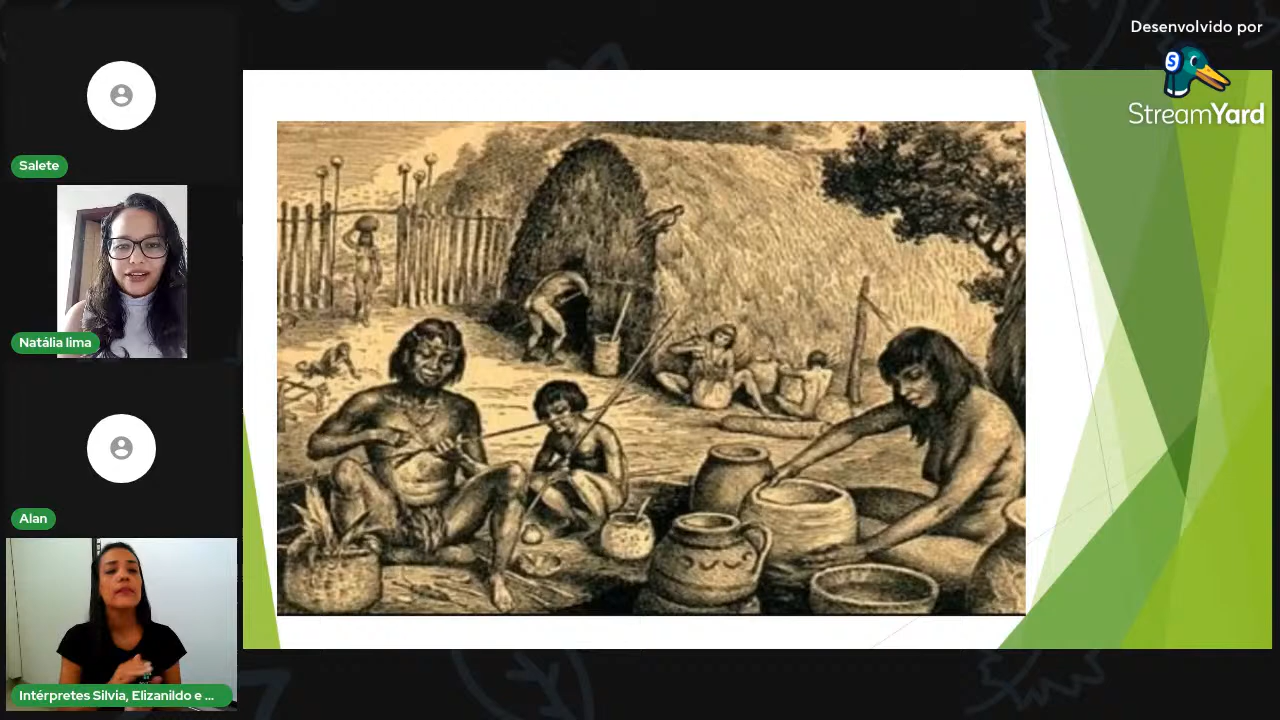 Desenvolvido por
S
StreamYard
Salete
Natália lima
Alan
Intérpretes Silvia, Elizanildo e ...